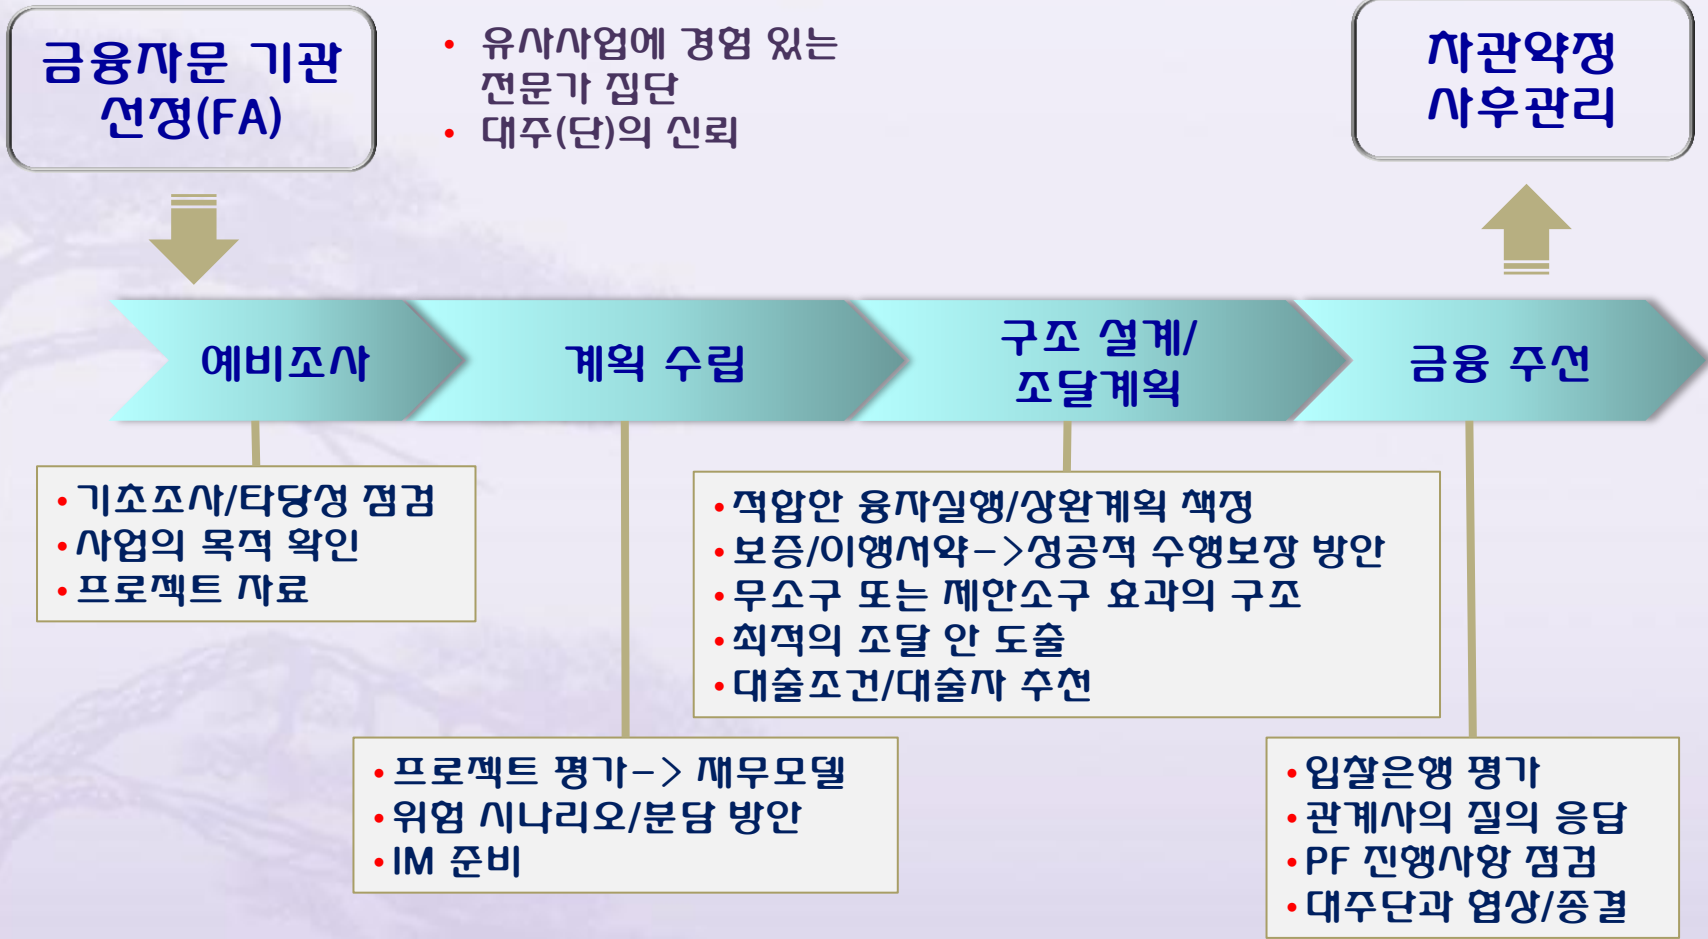 금융자문 기관
선정(FA)
• 유사사업에 경험 있는
전문가 집단
• 대주(단)의 신뢰
차관약정
사후관리
예비조사
계획 수립
구조 설계/
조달계획
금융 주선
• 기초조사/타당성 점검
• 사업의 목적 확인
• 프로젝트 자료
• 적합한 융자실행/상환계획 책정
• 보증/이행서약->성공적 수행보장 방안
• 무소구 또는 제한소구 효과의 구조
• 최적의 조달 안 도출
• 대출조건/대출자 추천
• 프로젝트 평가-> 재무모델
• 위험 시나리오/분담 방안
• IM 준비
• 입찰은행 평가
• 관계사의 질의 응답
• PF 진행사항 점검
• 대주단과 협상/종결